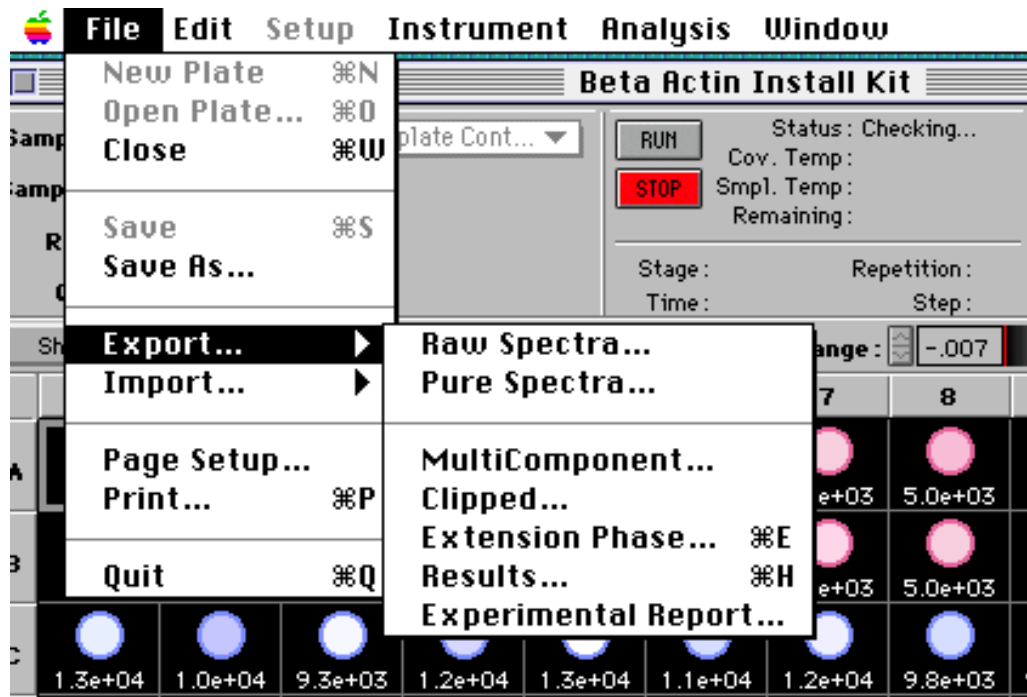 File Edit Setup Instrument Analysis Window
Beta Actin Install Kit
New Plate ⌘N
Open Plate... ⌘O
Close ⌘W
Save ⌘S
Save As...
Export...
Import...
Page Setup...
Print... ⌘P
Quit ⌘Q
Raw Spectra...
Pure Spectra...
MultiComponent...
Clipped...
Extension Phase... ⌘E
Results... ⌘H
Experimental Report...
Cont...
RUN
STOP
Status: Checking...
Cov. Temp:
Smpl. Temp:
Remaining:
Stage: Repetition:
Time: Step:
-.007
7 8
A
e+03 5.0e+03
B
e+03 5.0e+03
C
1.3e+04 1.0e+04 9.3e+03 1.2e+04 1.3e+04 1.1e+04 1.2e+04 9.8e+03